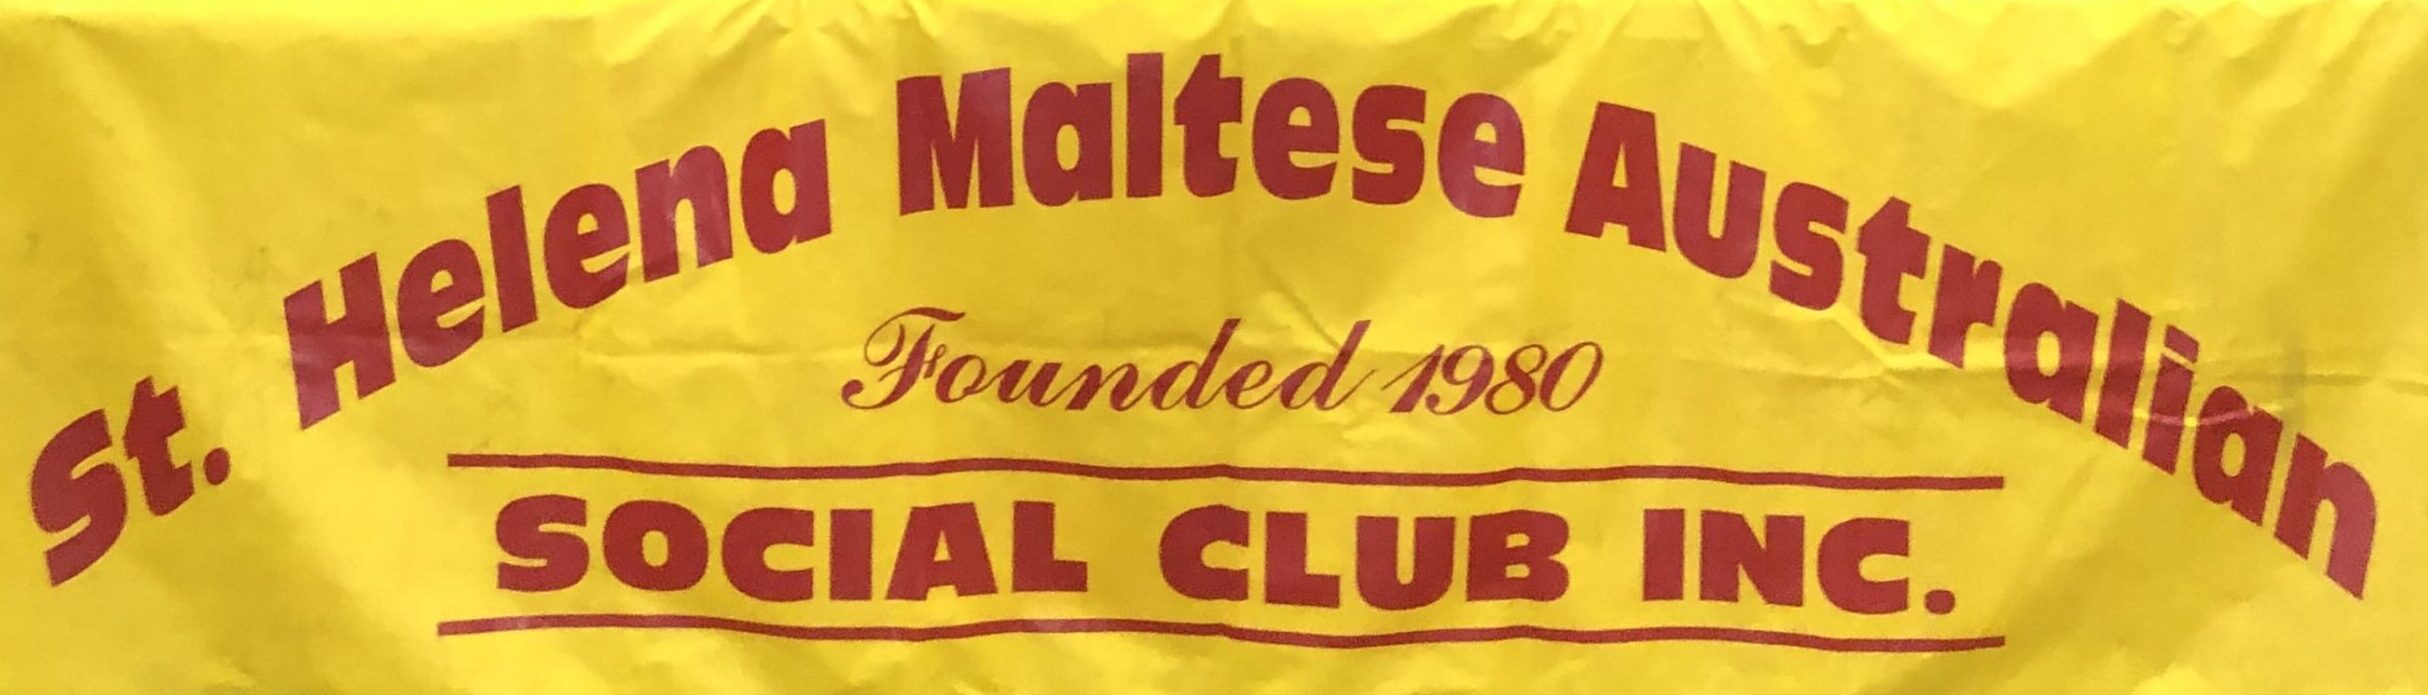 St. Helena Maltese Australian
Founded 1980
SOCIAL CLUB INC.